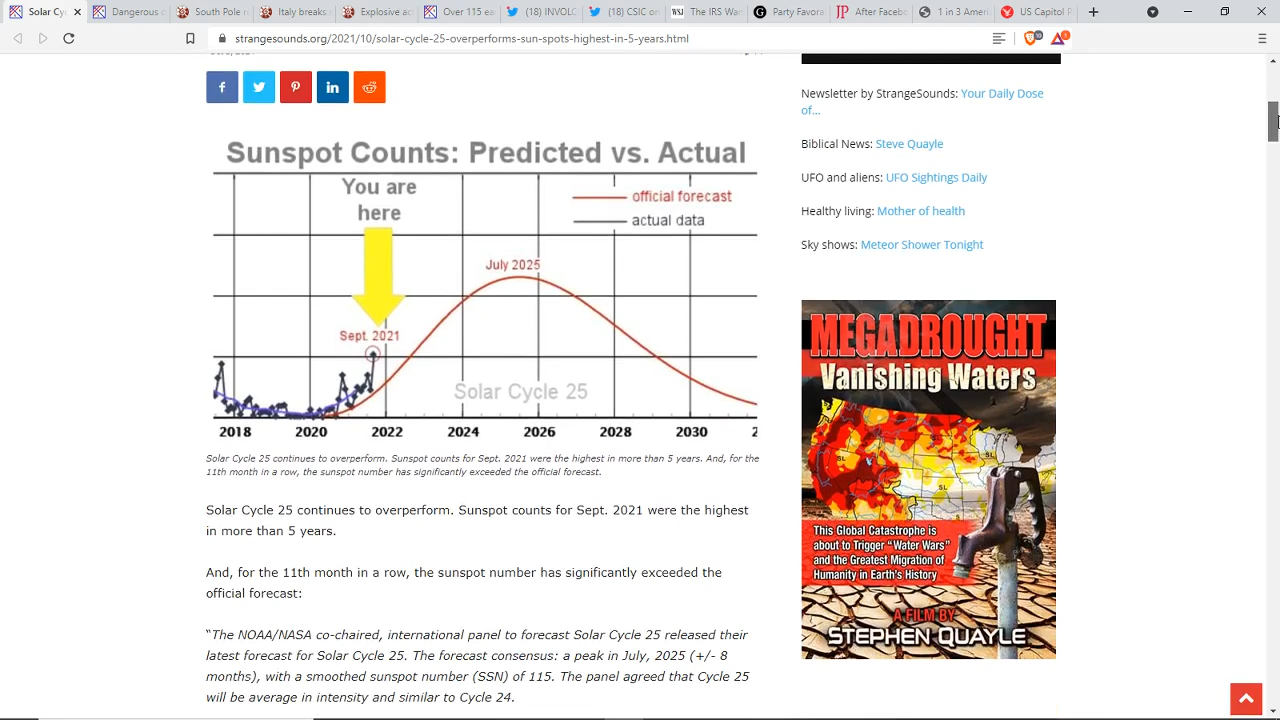 Solar Cy
Dangerous
South Pole
Italy breaks
Explosive ac
Over 115 ea
(18) INVOLC
(18) CSIC on
The IRS Wan
Party Favors
Areas Faceb
US Capitol P
strangesounds.org/2021/10/solar-cycle-25-overperforms-sun-spots-highest-in-5-years.html
Sunspot Counts: Predicted vs. Actual
You are
here
official forecast
actual data
July 2025
Sept. 2021
Solar Cycle 25
2018 2020 2022 2024 2026 2028 2030 2
Solar Cycle 25 continues to overperform. Sunspot counts for Sept. 2021 were the highest in more than 5 years. And, for the
11th month in a row, the sunspot number has significantly exceeded the official forecast.
Solar Cycle 25 continues to overperform. Sunspot counts for Sept. 2021 were the highest
in more than 5 years.
And, for the 11th month in a row, the sunspot number has significantly exceeded the
official forecast:
"The NOAA/NASA co-chaired, international panel to forecast Solar Cycle 25 released their
latest forecast for Cycle 25. The forecast consensus: a peak in July, 2025 (+/- 8
months), with a smoothed sunspot number (SSN) of 115. The panel agreed that Cycle 25
will be average in intensity and similar to Cycle 24.
Newsletter by StrangeSounds: Your Daily Dose
of...
Biblical News: Steve Quayle
UFO and aliens: UFO Sightings Daily
Healthy living: Mother of health
Sky shows: Meteor Shower Tonight
MEGADROUGHT
Vanishing Waters
SL
SL
SL
This Global Catastrophe is
about to Trigger "Water Wars"
and the Greatest Migration of
Humanity in Earth's History
A FILM BY
STEPHEN QUAYLE